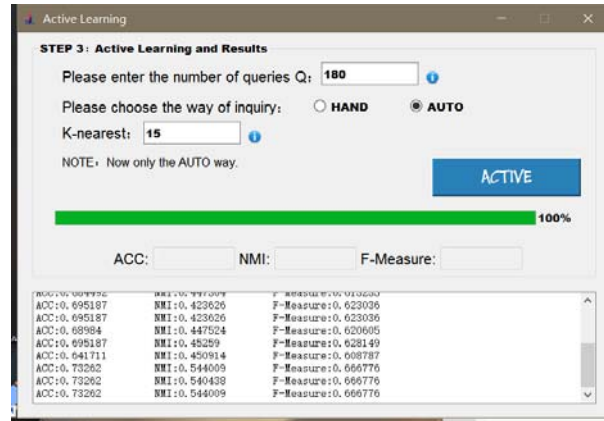 Active Learning
STEP 3: Active Learning and Results
Please enter the number of queries Q: 180
Please choose the way of inquiry: HAND AUTO
K-nearest: 15
NOTE: Now only the AUTO way.
ACTIVE
100%
ACC: NMI: F-Measure:
ACC:0.695187 NMI:0.423626 F-Measure:0.623036
ACC:0.695187 NMI:0.423626 F-Measure:0.623036
ACC:0.68984 NMI:0.447524 F-Measure:0.620605
ACC:0.695187 NMI:0.45259 F-Measure:0.628149
ACC:0.641711 NMI:0.450914 F-Measure:0.608787
ACC:0.73262 NMI:0.544009 F-Measure:0.666776
ACC:0.73262 NMI:0.540438 F-Measure:0.666776
ACC:0.73262 NMI:0.544009 F-Measure:0.666776